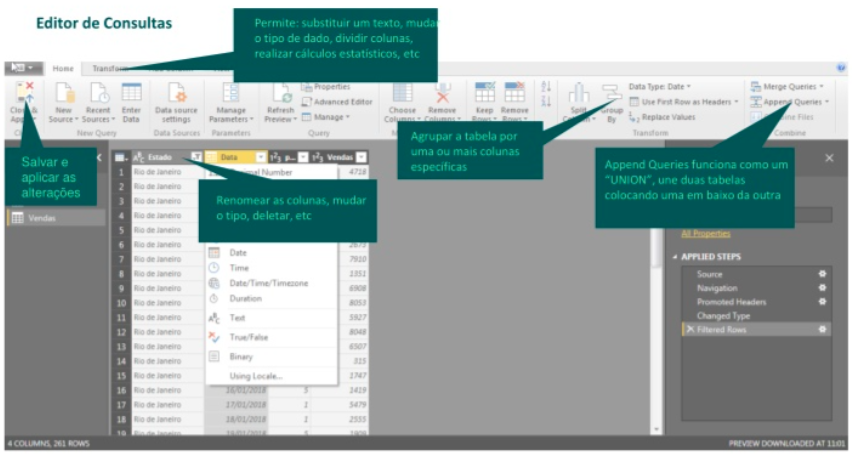 Editor de Consultas
Permite: substituir um texto, mudar
o tipo de dado, dividir colunas,
realizar cálculos estatísticos, etc
Home Transform
Properties
Advanced Editor
Manage
New
Source
Recent
Sources
Enter
Data
Data source
settings
Manage
Parameters
Refresh
Preview
Choose
Columns
Remove
Columns
Keep
Rows
Remove
Rows
Split
Column
Group
By
Data Type: Date
Use First Row as Headers
Replace Values
Merge Queries
Append Queries
New Query
Data Sources
Parameters
Query
Transform
Combine
Salvar e
aplicar as
alterações
Agrupar a tabela por
uma ou mais colunas
especificas
Append Queries funciona como um
“UNION”, une duas tabelas
colocando uma em baixo da outra
Renomear as colunas, mudar
o tipo, deletar, etc
Vendas
Estado Data p... Vendas
1 Rio de Janeiro 4718
2 Rio de Janeiro
3 Rio de Janeiro
4 Rio de Janeiro
5 Rio de Janeiro
6 Rio de Janeiro 2673
7 Rio de Janeiro 7910
8 Rio de Janeiro 1351
9 Rio de Janeiro 6908
10 Rio de Janeiro 8053
11 Rio de Janeiro 5927
12 Rio de Janeiro 8048
13 Rio de Janeiro 6507
14 Rio de Janeiro 315
15 Rio de Janeiro 1747
16 Rio de Janeiro 16/01/2018 5 1419
17 Rio de Janeiro 17/01/2018 1 5479
18 Rio de Janeiro 18/01/2018 1 2555
19 Rio de Janeiro 19/01/2018 5 1909
Date
Time
Date/Time/Timezone
Duration
Text
True/False
Binary
Using Locale...
All Properties
APPLIED STEPS
Source
Navigation
Promoted Headers
Changed Type
Filtered Rows
4 COLUMNS, 261 ROWS
PREVIEW DOWNLOADED AT 11:01